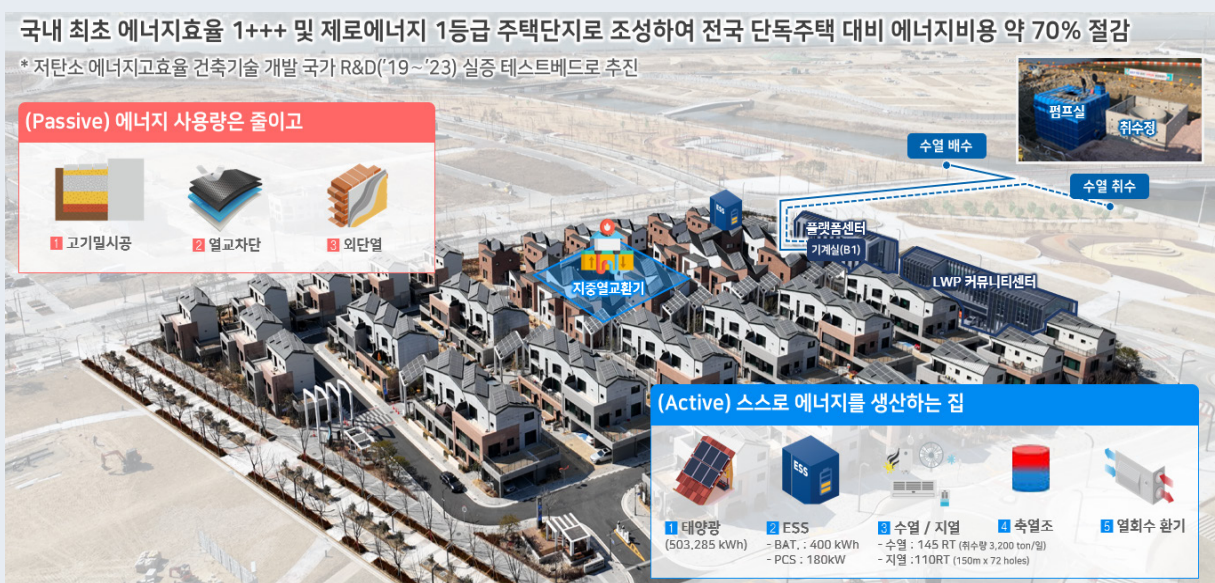 국내 최초 에너지효율 1+++ 및 제로에너지 1등급 주택단지로 조성하여 전국 단독주택 대비 에너지비용 약 70% 절감
* 저탄소 에너지고효율 건축기술 개발 국가 R&D('19~'23) 실증 테스트베드로 추진
(Passive) 에너지 사용량은 줄이고
1 고기밀시공
2 열교차단
3 외단열
펌프실
취수정
수열 배수
수열 취수
ESS
플랫폼센터
기계실(B1)
지중열교환기
LWP 커뮤니티센터
(Active) 스스로 에너지를 생산하는 집
ESS
1 태양광
(503,285 kWh)
2 ESS
- BAT. : 400 kWh
- PCS : 180kW
3 수열 / 지열
- 수열 : 145 RT (취수량 3,200 ton/일)
- 지열 :110RT (150m x 72 holes)
4 축열조
5 열회수 환기